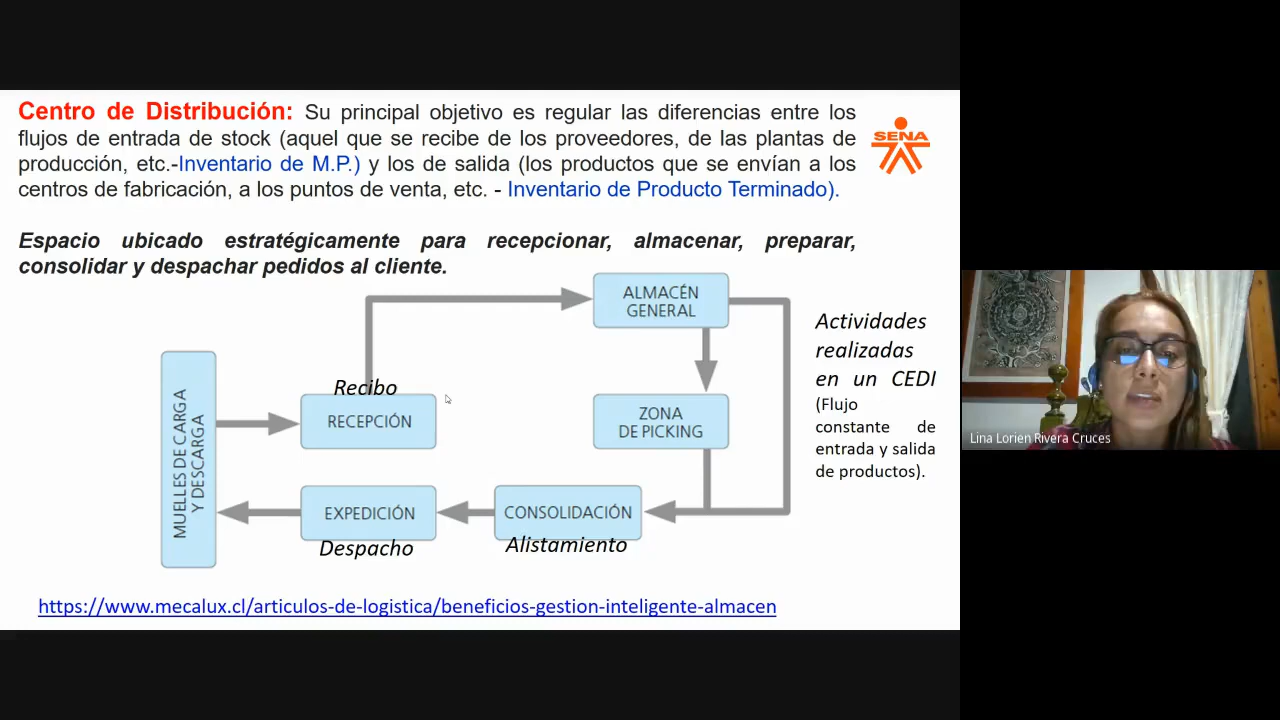 Centro de Distribución: Su principal objetivo es regular las diferencias entre los
flujos de entrada de stock (aquel que se recibe de los proveedores, de las plantas de
producción, etc.-Inventario de M.P.) y los de salida (los productos que se envían a los
centros de fabricación, a los puntos de venta, etc. - Inventario de Producto Terminado).
SENA
Espacio ubicado estratégicamente para recepcionar, almacenar, preparar,
consolidar y despachar pedidos al cliente.
ALMACÉN
GENERAL
Actividades
realizadas
en un CEDI
(Flujo
constante de
entrada y salida
de productos).
Recibo
RECEPCIÓN
ZONA
DE PICKING
MUELLES DE CARGA
Y DESCARGA
EXPEDICIÓN
Despacho
CONSOLIDACIÓN
Alistamiento
https://www.mecalux.cl/articulos-de-logistica/beneficios-gestion-inteligente-almacen
Lina Lorien Rivera Cruces